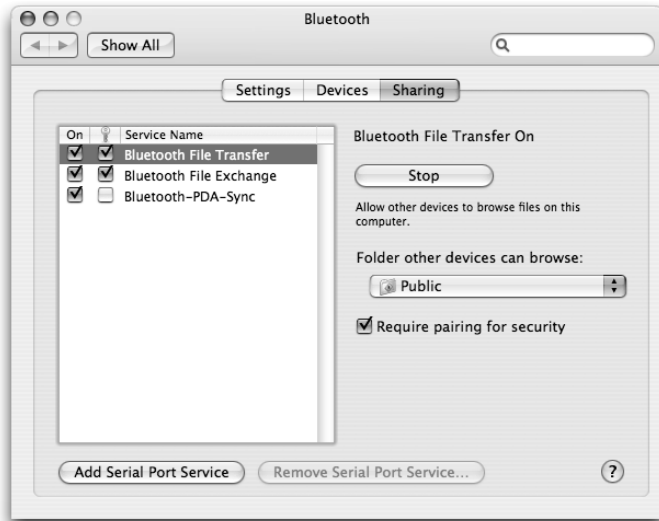 Bluetooth
Show All
Settings Devices Sharing
On Service Name
Bluetooth File Transfer
Bluetooth File Exchange
Bluetooth-PDA-Sync
Bluetooth File Transfer On
Stop
Allow other devices to browse files on this
computer.
Folder other devices can browse:
Public
Require pairing for security
Add Serial Port Service
Remove Serial Port Service...
?